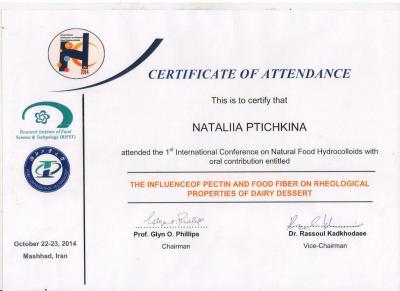 CERTIFICATE OF ATTENDANCE
This is to certify that
NATALIIA PTICHKINA
attended the 1st International Conference on Natural Food Hydrocolloids with
oral contribution entitled
THE INFLUENCEOF PECTIN AND FOOD FIBER ON RHEOLOGICAL
PROPERTIES OF DAIRY DESSERT
Research Institute of Food
Science & Technology (RIFST)
Prof. Glyn O. Phillips
Chairman
Dr. Rassoul Kadkhodaee
Vice-Chairman
October 22-23, 2014
Mashhad, Iran